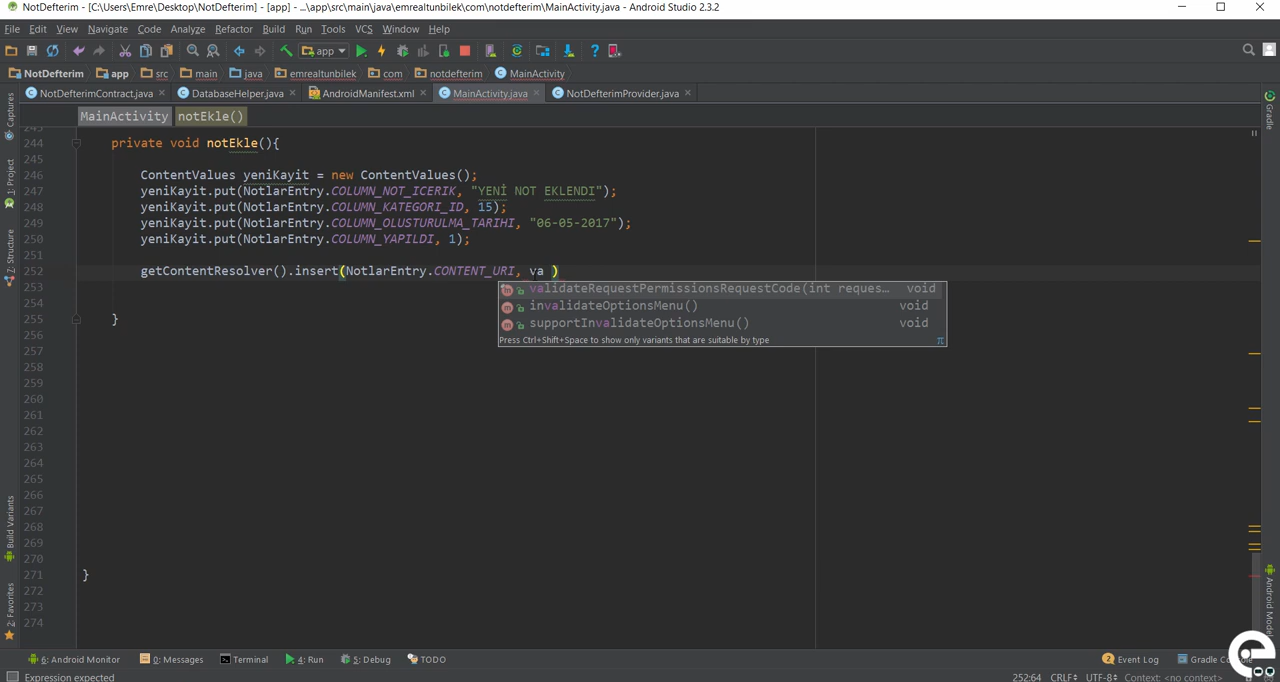 NotDefterim - [C:\Users\Emre\Desktop\NotDefterim] - [app] - ...\app\src\main\java\emrealtunbilek\com\notdefterim\MainActivity.java - Android Studio 2.3.2
File Edit View Navigate Code Analyze Refactor Build Run Tools VCS Window Help
app
NotDefterim app src main java emrealtunbilek com notdefterim MainActivity
NotDefterimContract.java DatabaseHelper.java AndroidManifest.xml MainActivity.java NotDefterimProvider.java
MainActivity notEkle()
243
244 private void notEkle(){
245
246 ContentValues yeniKayit = new ContentValues();
247 yeniKayit.put(NotlarEntry.COLUMN_NOT_ICERIK, "YENİ NOT EKLENDI");
248 yeniKayit.put(NotlarEntry.COLUMN_KATEGORI_ID, 15);
249 yeniKayit.put(NotlarEntry.COLUMN_OLUSTURULMA_TARIHI, "06-05-2017");
250 yeniKayit.put(NotlarEntry.COLUMN_YAPILDI, 1);
251
252 getContentResolver().insert(NotlarEntry.CONTENT_URI, va )
253
validateRequestPermissionsRequestCode(int reques... void
254
invalidateOptionsMenu() void
255 }
supportInvalidateOptionsMenu() void
256
Press Ctrl+Shift+Space to show only variants that are suitable by type π
257
258
259
260
261
262
263
264
265
266
267
268
269
270
271 }
272
273
274
Captures
1: Project
7: Structure
Build Variants
2: Favorites
Gradle
Android Model
6: Android Monitor 0: Messages Terminal 4: Run 5: Debug TODO 2 Event Log Gradle
Expression expected 252:64 CRLF UTF-8 Context: <no context>